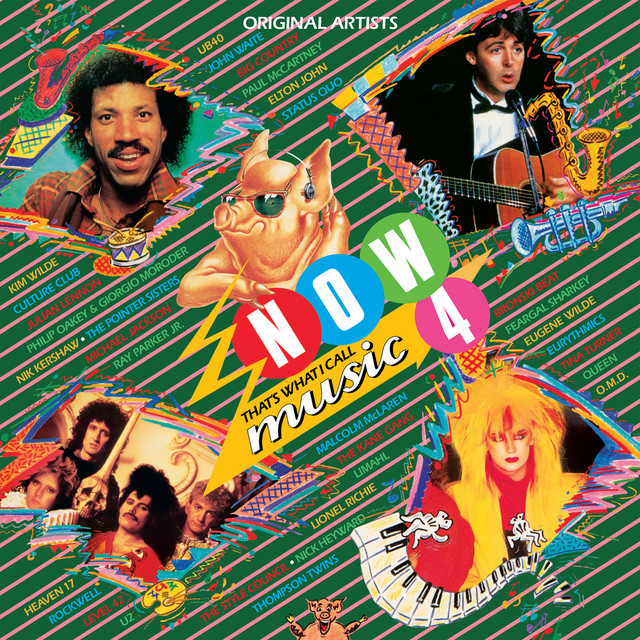 ORIGINAL ARTISTS
UB40
JOHN WAITE
BIG COUNTRY
PAUL McCARTNEY
ELTON JOHN
STATUS QUO
KIM WILDE
CULTURE CLUB
JULIAN LENNON
PHILIP OAKEY & GIORGIO MORODER
NIK KERSHAW • THE POINTER SISTERS
MICHAEL JACKSON
RAY PARKER JR.
NOW
4
THAT'S WHAT I CALL
music
BRONSKI BEAT
FEARGAL SHARKEY
EUGENE WILDE
EURYTHMICS
TINA TURNER
QUEEN
O.M.D.
MALCOLM McLAREN
THE KANE GANG
LIMAHL
LIONEL RICHIE
HEAVEN 17
ROCKWELL
LEVEL 42
U2
THE STYLE COUNCIL • NICK HEYWARD
THOMPSON TWINS